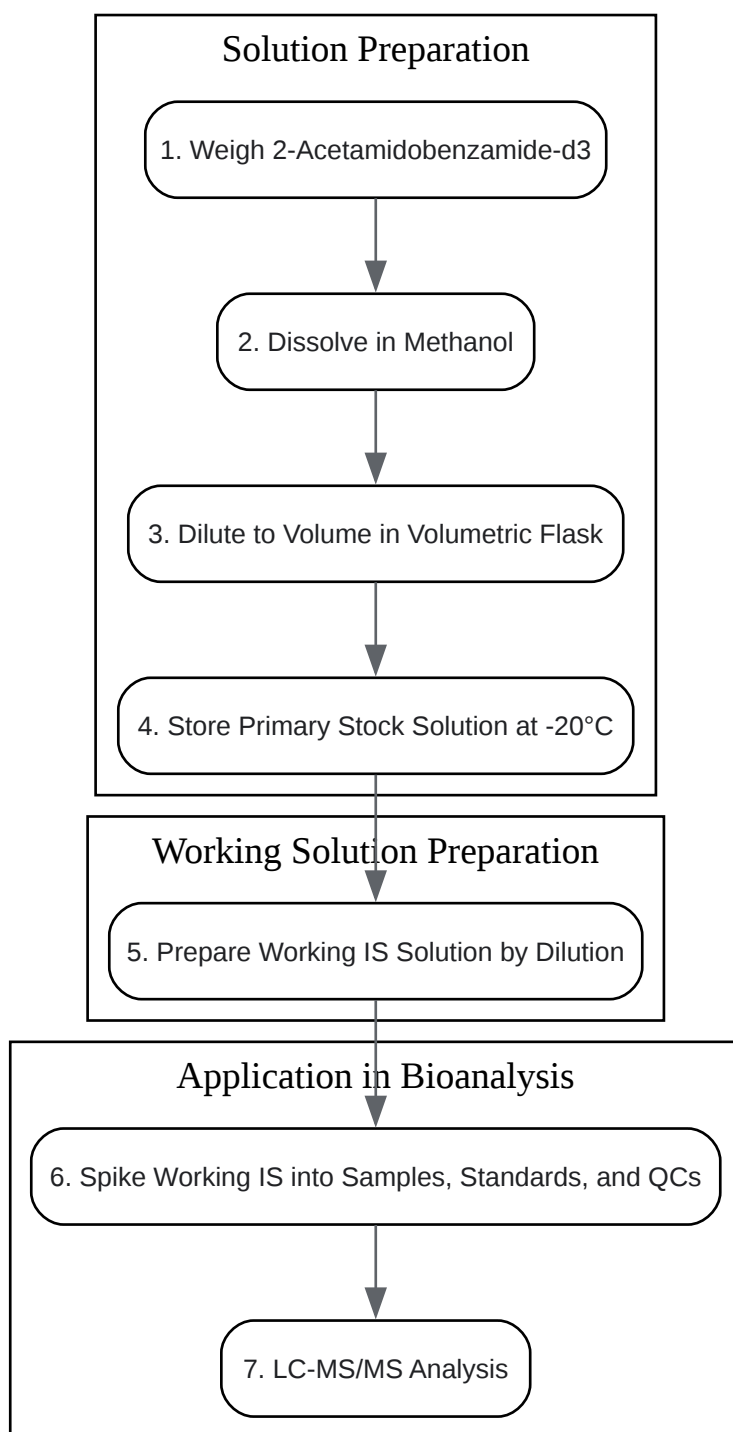 Solution Preparation
1. Weigh 2-Acetamidobenzamide-d3
2. Dissolve in Methanol
3. Dilute to Volume in Volumetric Flask
4. Store Primary Stock Solution at -20°C
Working Solution Preparation
5. Prepare Working IS Solution by Dilution
Application in Bioanalysis
6. Spike Working IS into Samples, Standards, and QCs
7. LC-MS/MS Analysis